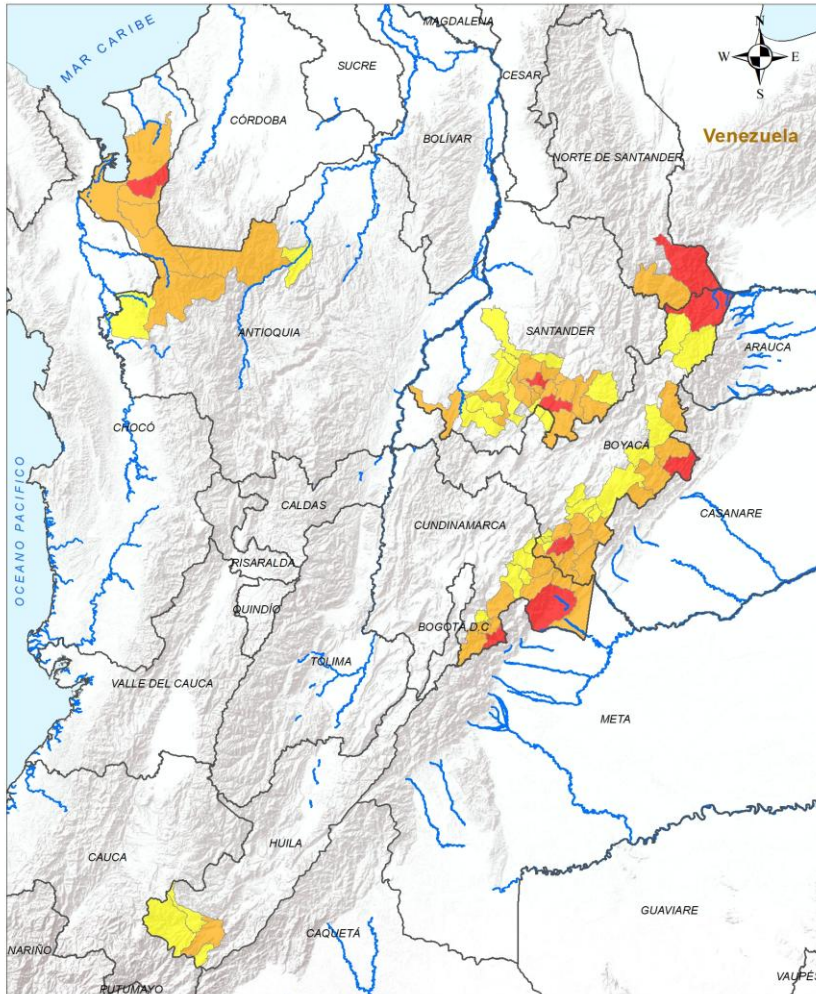 MAGDALENA
N
MAR CARIBE
W
E
S
SUCRE
CESAR
CÓRDOBA
BOLÍVAR
Venezuela
NORTE DE SANTANDER
ANTIOQUIA
SANTANDER
ARAUCA
CHOCÓ
BOYACA
CALDAS
CUNDINAMARCA
CASANARE
OCEANO PACIFICO
RISARALDA
QUINDÍO
BOGOTÁ, D.C
TOLIMA
VALLE DEL CAUCA
META
HUILA
CAUCA
GUAVIARE
CAQUETÁ
NARIÑO
PUTUMAYO
VAUPÉS